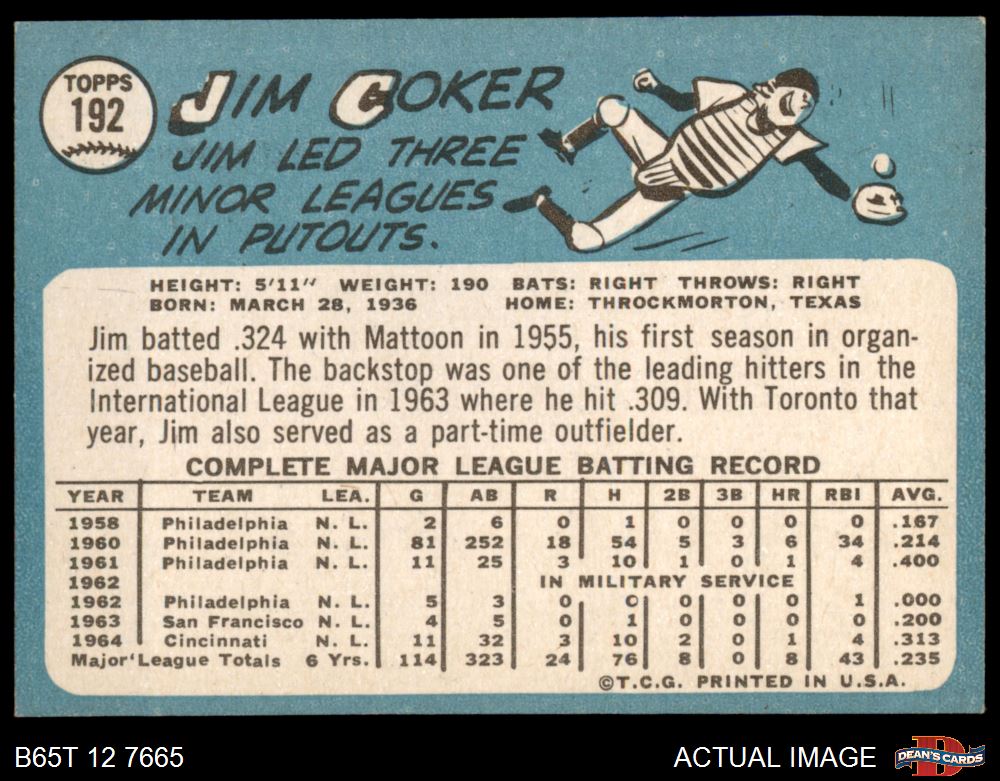 TOPPS
192
JIM COKER
JIM LED THREE
MINOR LEAGUES
IN PUTOUTS.
HEIGHT: 5'11" WEIGHT: 190 BATS: RIGHT THROWS: RIGHT
BORN: MARCH 28, 1936 HOME: THROCKMORTON, TEXAS
Jim batted .324 with Mattoon in 1955, his first season in organ-
ized baseball. The backstop was one of the leading hitters in the
International League in 1963 where he hit .309. With Toronto that
year, Jim also served as a part-time outfielder.
COMPLETE MAJOR LEAGUE BATTING RECORD
YEAR TEAM LEA. G AB R H 2B 3B HR RBI AVG.
1958 Philadelphia N. L. 2 6 0 1 0 0 0 0 .167
1960 Philadelphia N. L. 81 252 18 54 5 3 6 34 .214
1961 Philadelphia N. L. 11 25 3 10 1 0 1 4 .400
1962 IN MILITARY SERVICE
1962 Philadelphia N. L. 5 3 0 0 0 0 0 1 .000
1963 San Francisco N. L. 4 5 0 1 0 0 0 0 .200
1964 Cincinnati N. L. 11 32 3 10 2 0 1 4 .313
Major League Totals 6 Yrs. 114 323 24 76 8 0 8 43 .235
©T.C.G. PRINTED IN U.S.A.
B65T 12 7665 ACTUAL IMAGE DEAN'S CARDS